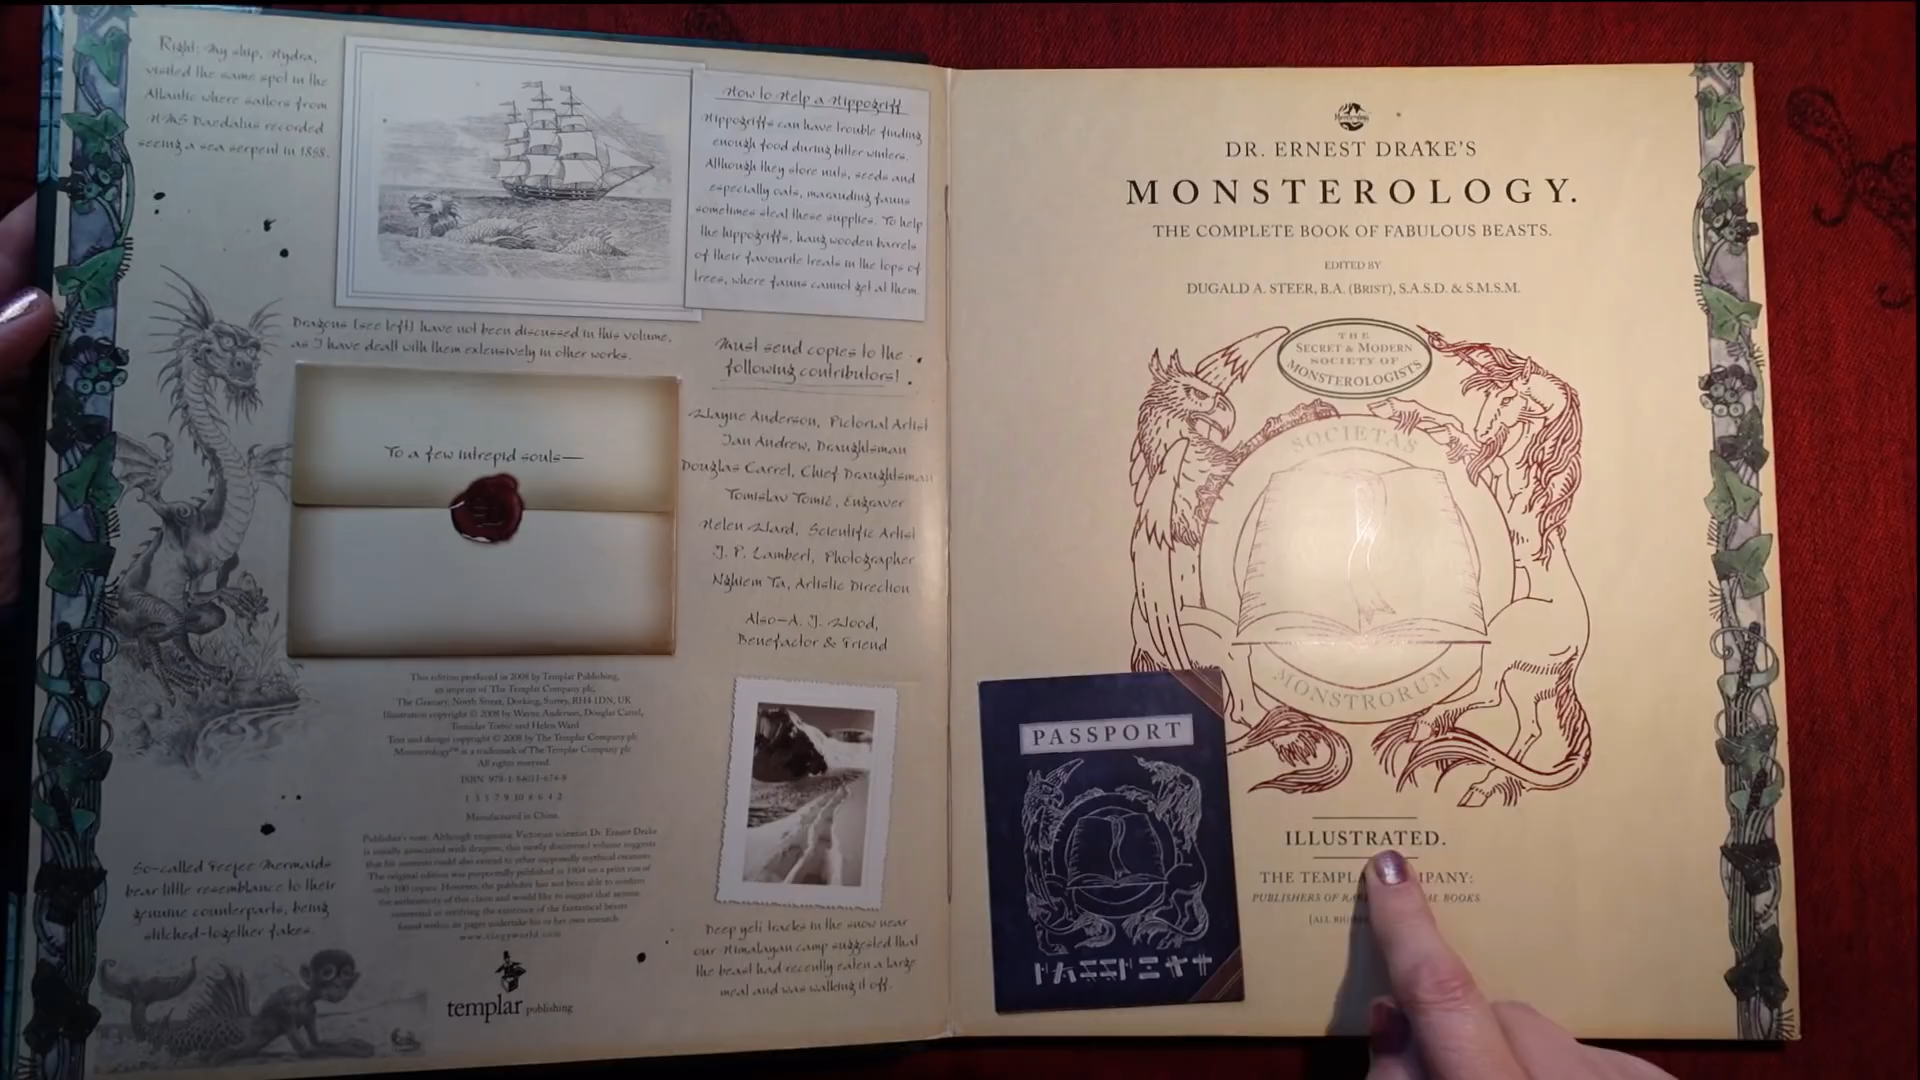 Right: My ship, Hydra,
visited the same spot in the
Atlantic where sailors from
HMS Daedalus recorded
seeing a sea serpent in 1858.
How to Help a Hippogriff
Hippogriffs can have trouble finding
enough food during bitter winters.
Although they store nuts, seeds and
especially oats, marauding fauns
sometimes steal these supplies. To help
the hippogriffs, hang wooden barrels
of their favourite treats in the tops of
trees, where fauns cannot get at them.
Dragons (see left) have not been discussed in this volume,
as I have dealt with them extensively in other works.
To a few intrepid souls—
Must send copies to the
following contributors!
Wayne Anderson, Pictorial Artist
Ian Andrew, Draughtsman
Douglas Carrel, Chief Draughtsman
Tomislav Tomić, Engraver
Helen Ward, Scientific Artist
J. P. Lambert, Photographer
Nghiem Ta, Artistic Direction
Also—A. J. Wood,
Benefactor & Friend
This edition produced in 2008 by Templar Publishing,
an imprint of The Templar Company plc,
The Granary, North Street, Dorking, Surrey, RH4 1DN, UK
Illustration copyright © 2008 by Wayne Anderson, Douglas Carrel,
Tomislav Tomić and Helen Ward
Text and design copyright © 2008 by The Templar Company plc
Monsterology™ is a trademark of The Templar Company plc
All rights reserved.
ISBN 978-1-84011-674-8
1 3 5 7 9 10 8 6 4 2
Manufactured in China.
Publisher's note: Although enigmatic Victorian scientist Dr. Ernest Drake
is usually associated with dragons, this newly discovered volume suggests
that his interests could also extend to other supposedly mythical creatures.
The original edition was purportedly published in 1904 on a print run of
only 100 copies. However, the publisher has not been able to confirm
the authenticity of this claim and would like to suggest that anyone
interested in verifying the existence of the fantastical beasts
found within its pages undertake his or her own research.
www.ologyworld.com
templar publishing
So-called Feejee Mermaids
bear little resemblance to their
genuine counterparts, being
stitched-together fakes.
Deep yeti tracks in the snow near
our Himalayan camp suggested that
the beast had recently eaten a large
meal and was walking it off.
DR. ERNEST DRAKE'S
MONSTEROLOGY.
THE COMPLETE BOOK OF FABULOUS BEASTS.
EDITED BY
DUGALD A. STEER, B.A. (BRIST), S.A.S.D. & S.M.S.M.
THE
SECRET & MODERN
SOCIETY OF
MONSTEROLOGISTS
SOCIETAS
MONSTRORUM
PASSPORT
ILLUSTRATED.
THE
PUBLISHERS OF BOOKS